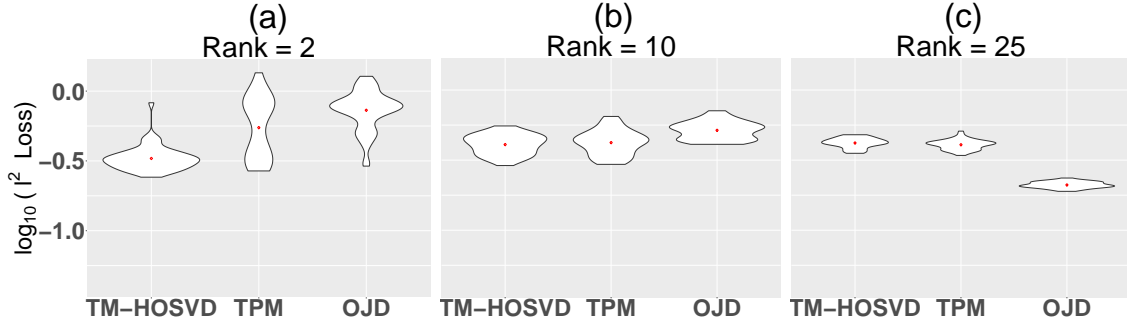 (a) (b) (c)
Rank = 2 Rank = 10 Rank = 25
log₁₀ ( l² Loss)
0.0
−0.5
−1.0
TM−HOSVD TPM OJD TM−HOSVD TPM OJD TM−HOSVD TPM OJD